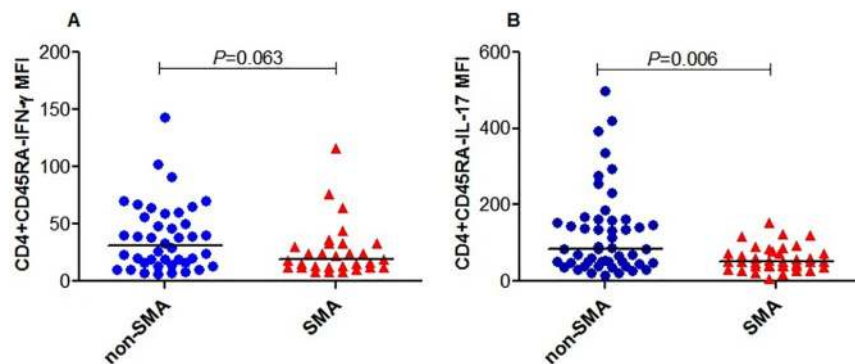 A
P=0.063
CD4+CD45RA-IFN-γ MFI
200
150
100
50
0
non-SMA
SMA
B
P=0.006
CD4+CD45RA-IL-17 MFI
600
400
200
0
non-SMA
SMA